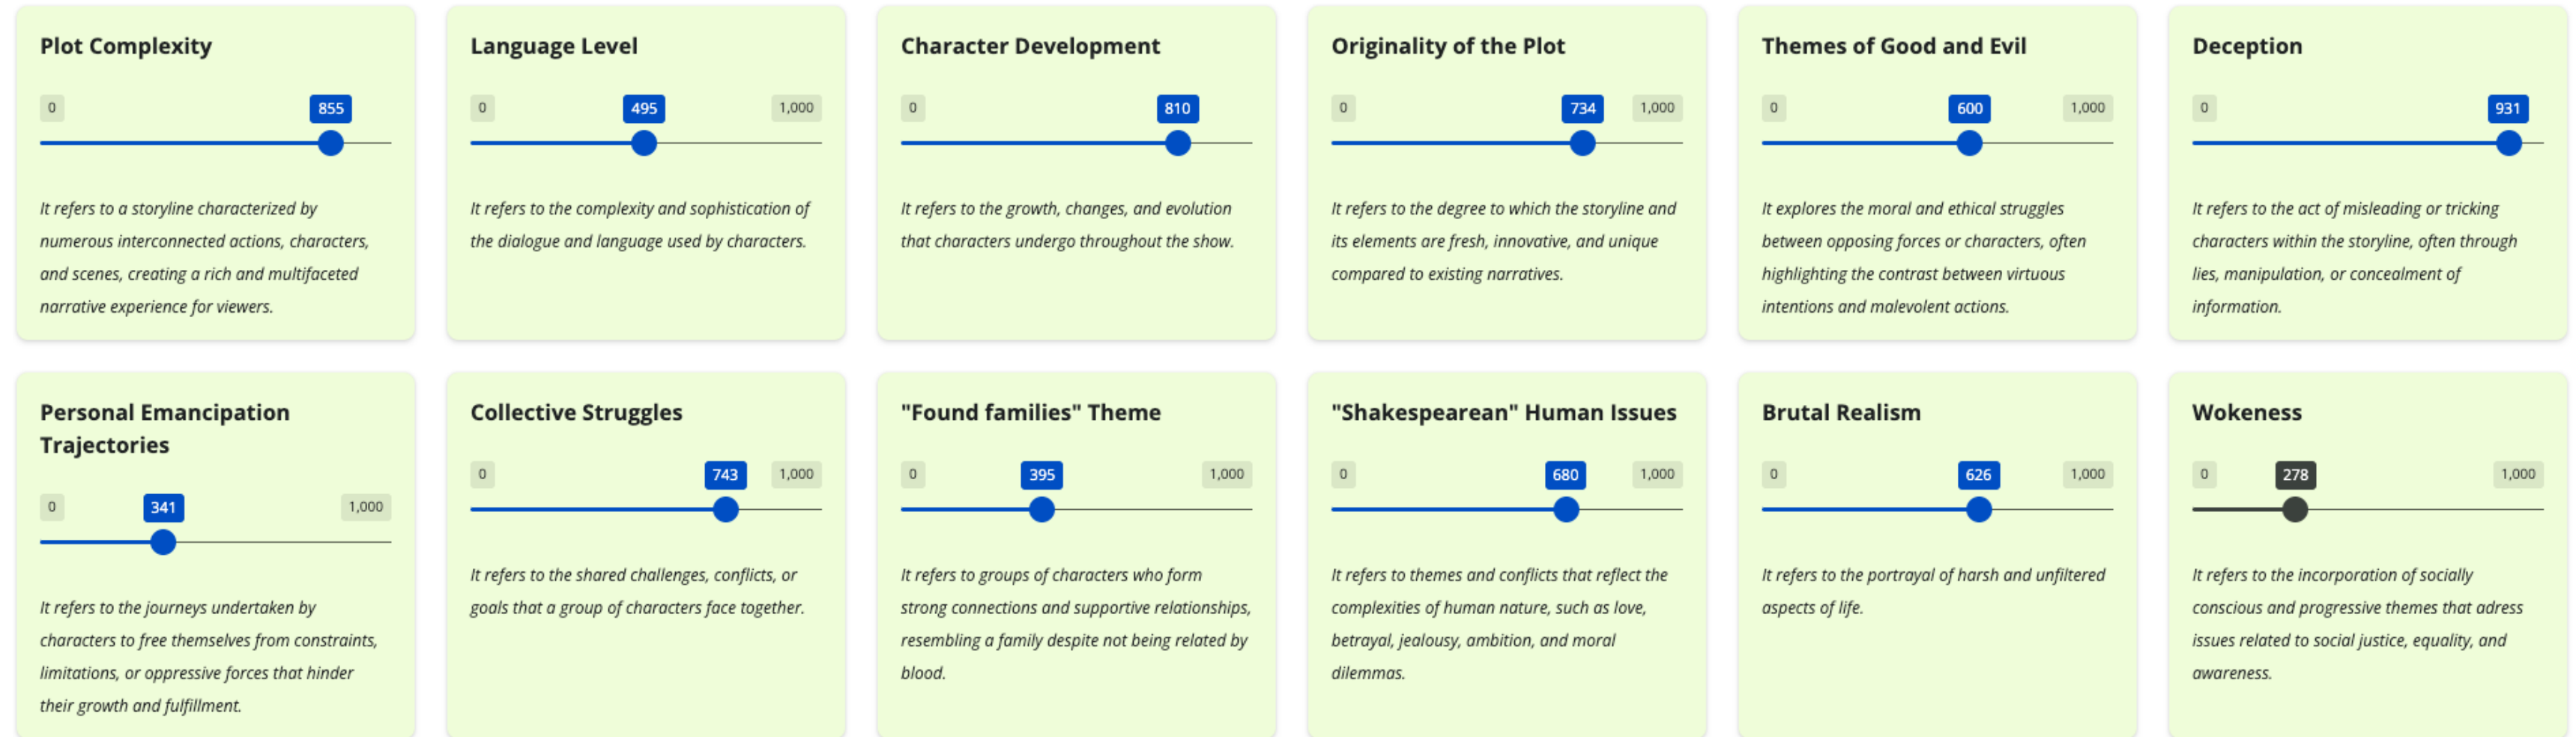 Plot Complexity
0
855
It refers to a storyline characterized by
numerous interconnected actions, characters,
and scenes, creating a rich and multifaceted
narrative experience for viewers.
Language Level
0
495
1,000
It refers to the complexity and sophistication of
the dialogue and language used by characters.
Character Development
0
810
It refers to the growth, changes, and evolution
that characters undergo throughout the show.
Originality of the Plot
0
734
1,000
It refers to the degree to which the storyline and
its elements are fresh, innovative, and unique
compared to existing narratives.
Themes of Good and Evil
0
600
1,000
It explores the moral and ethical struggles
between opposing forces or characters, often
highlighting the contrast between virtuous
intentions and malevolent actions.
Deception
0
931
It refers to the act of misleading or tricking
characters within the storyline, often through
lies, manipulation, or concealment of
information.
Personal Emancipation
Trajectories
0
341
1,000
It refers to the journeys undertaken by
characters to free themselves from constraints,
limitations, or oppressive forces that hinder
their growth and fulfillment.
Collective Struggles
0
743
1,000
It refers to the shared challenges, conflicts, or
goals that a group of characters face together.
"Found families" Theme
0
395
1,000
It refers to groups of characters who form
strong connections and supportive relationships,
resembling a family despite not being related by
blood.
"Shakespearean" Human Issues
0
680
1,000
It refers to themes and conflicts that reflect the
complexities of human nature, such as love,
betrayal, jealousy, ambition, and moral
dilemmas.
Brutal Realism
0
626
1,000
It refers to the portrayal of harsh and unfiltered
aspects of life.
Wokeness
0
278
1,000
It refers to the incorporation of socially
conscious and progressive themes that adress
issues related to social justice, equality, and
awareness.